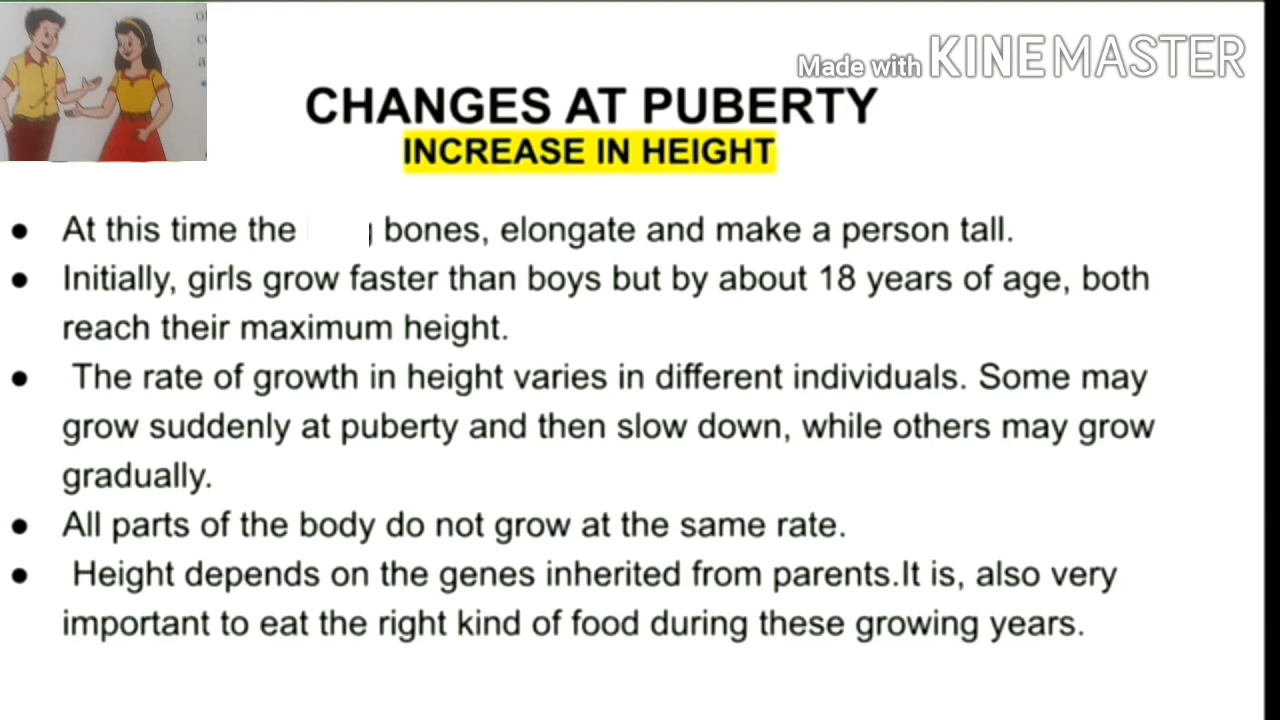 Made with KINEMASTER
CHANGES AT PUBERTY
INCREASE IN HEIGHT
● At this time the bones, elongate and make a person tall.
● Initially, girls grow faster than boys but by about 18 years of age, both
reach their maximum height.
● The rate of growth in height varies in different individuals. Some may
grow suddenly at puberty and then slow down, while others may grow
gradually.
● All parts of the body do not grow at the same rate.
● Height depends on the genes inherited from parents.It is, also very
important to eat the right kind of food during these growing years.